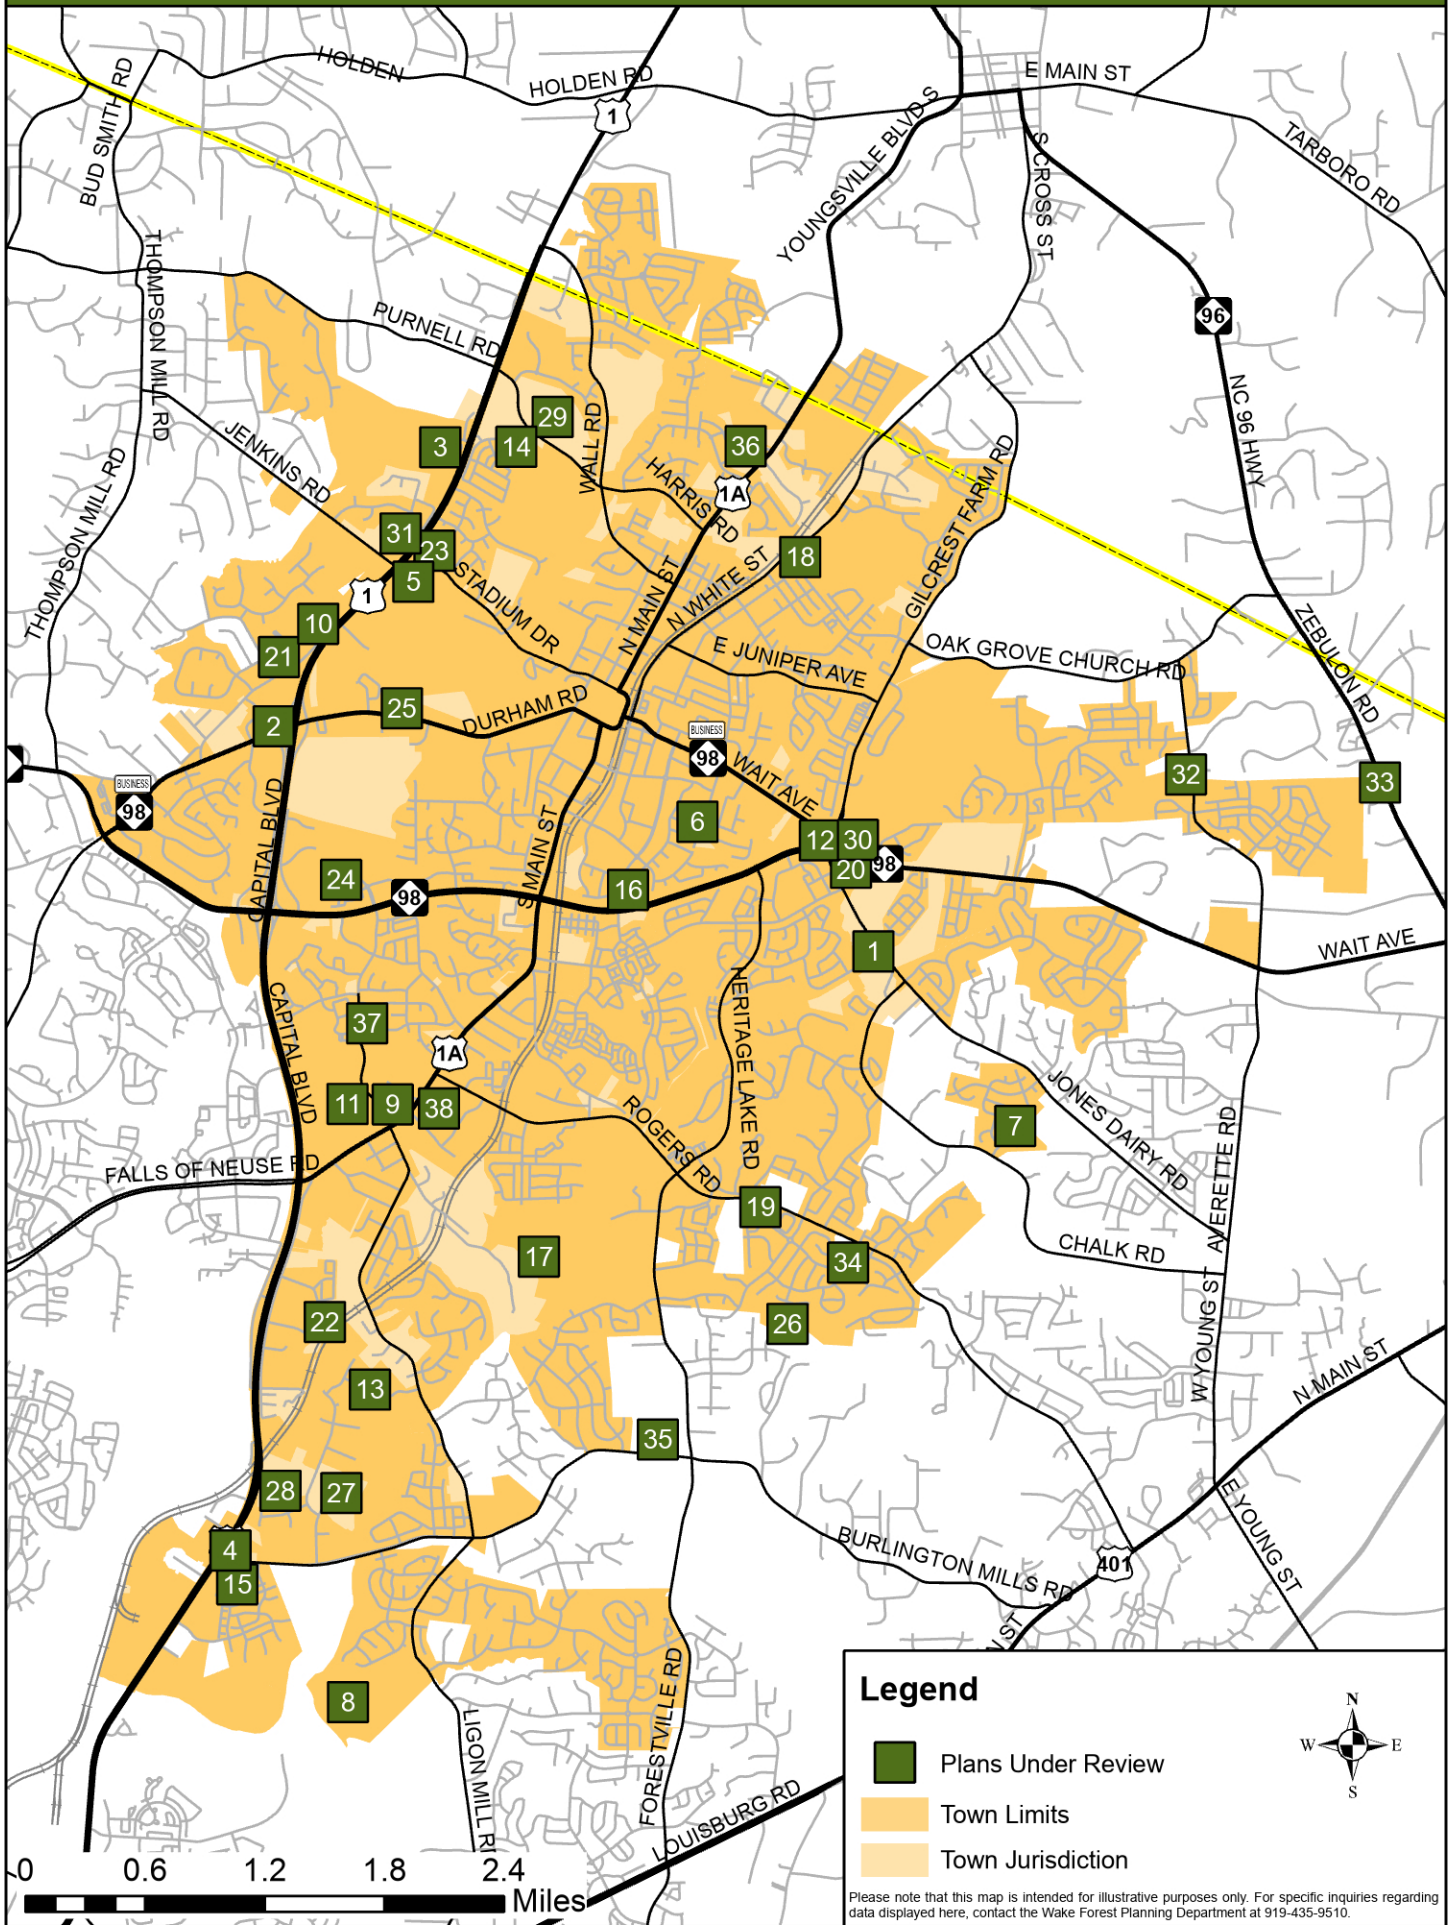 HOLDEN
HOLDEN RD
1
E MAIN ST
BUD SMITH RD
YOUNGSVILLE BLVD S
S CROSS ST
TARBORO RD
THOMPSON MILL RD
PURNELL RD
96
NC 96 HWY
JENKINS RD
3
14
29
WALL RD
36
HARRIS RD
1A
GILCREST FARM RD
THOMPSON MILL RD
31
23
5
1
STADIUM DR
N MAIN ST
N WHITE ST
18
10
21
E JUNIPER AVE
OAK GROVE CHURCH RD
ZEBULON RD
2
25
DURHAM RD
BUSINESS
98
WAIT AVE
32
33
BUSINESS
98
CAPITAL BLVD
S MAIN ST
6
12
30
20
98
24
98
16
1
WAIT AVE
CAPITAL BLVD
HERITAGE LAKE RD
37
1A
11
9
38
ROGERS RD
7
JONES DAIRY RD
AVERETTE RD
FALLS OF NEUSE RD
19
17
34
CHALK RD
22
26
W YOUNG ST
N MAIN ST
13
35
28
27
E YOUNG ST
4
15
BURLINGTON MILLS RD
401
N ST
8
LIGON MILL RD
FORESTVILLE RD
LOUISBURG RD
Legend
N
W
E
S
Plans Under Review
Town Limits
Town Jurisdiction
0 0.6 1.2 1.8 2.4
Miles
Please note that this map is intended for illustrative purposes only. For specific inquiries regarding
data displayed here, contact the Wake Forest Planning Department at 919-435-9510.